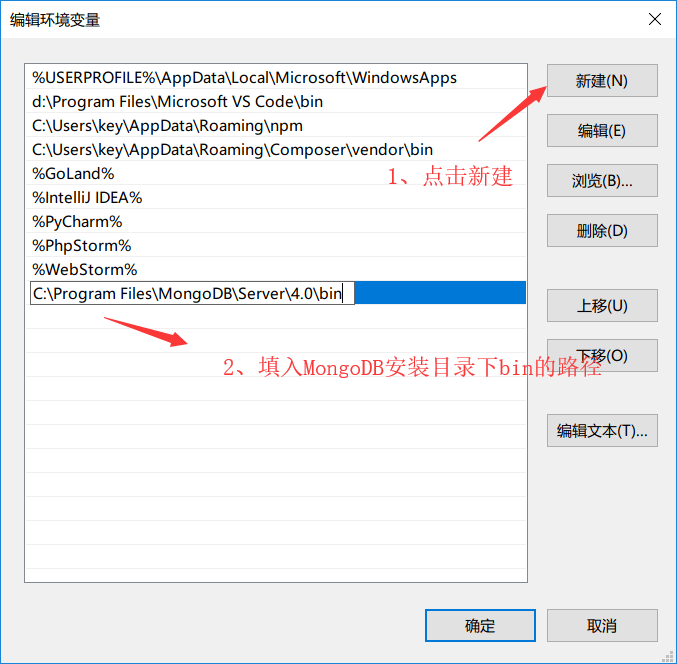 编辑环境变量
%USERPROFILE%\AppData\Local\Microsoft\WindowsApps
d:\Program Files\Microsoft VS Code\bin
C:\Users\key\AppData\Roaming\npm
C:\Users\key\AppData\Roaming\Composer\vendor\bin
%GoLand%
%IntelliJ IDEA%
%PyCharm%
%PhpStorm%
%WebStorm%
C:\Program Files\MongoDB\Server\4.0\bin
1、点击新建
2、填入MongoDB安装目录下bin的路径
新建(N)
编辑(E)
浏览(B)...
删除(D)
上移(U)
下移(O)
编辑文本(T)...
确定
取消